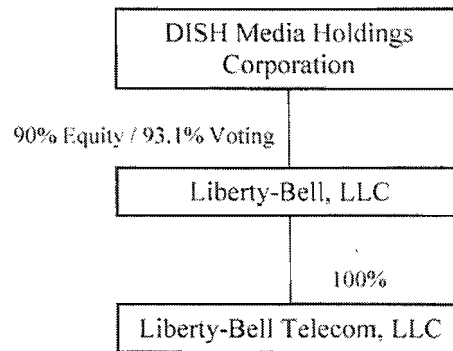 DISH Media Holdings
Corporation
90% Equity / 93.1% Voting
Liberty-Bell, LLC
100%
Liberty-Bell Telecom, LLC